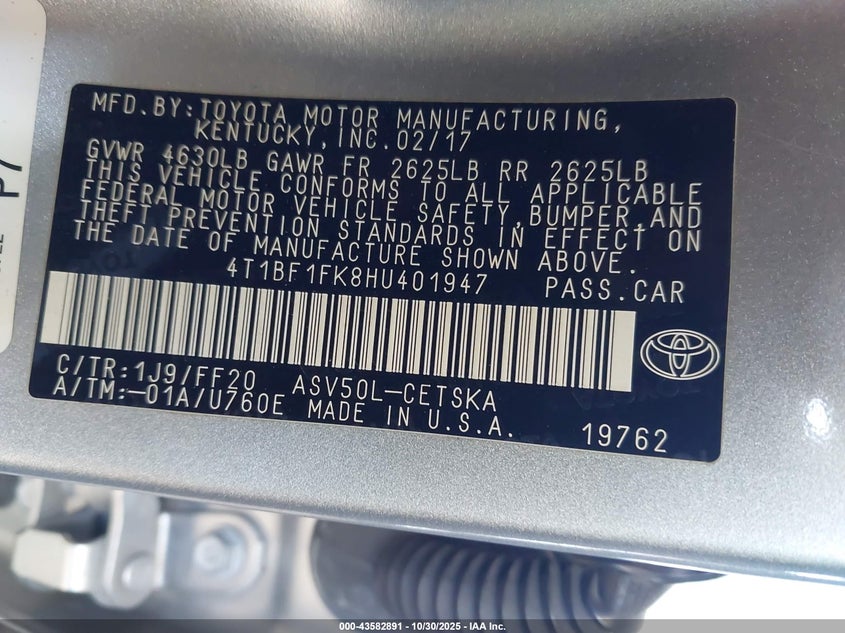 P7
MFD.BY:TOYOTA MOTOR MANUFACTURING,
KENTUCKY,INC.02/17
GVWR 4630LB GAWR FR 2625LB RR 2625LB
THIS VEHICLE CONFORMS TO ALL APPLICABLE
FEDERAL MOTOR VEHICLE SAFETY,BUMPER,AND
THEFT PREVENTION STANDARDS IN EFFECT ON
THE DATE OF MANUFACTURE SHOWN ABOVE.
4T1BF1FK8HU401947 PASS.CAR
C/TR:1J9/FF20 ASV50L-CETSKA
A/TM:-01A/U760E MADE IN U.S.A. 19762
000-43582891 - 10/30/2025 - IAA Inc.